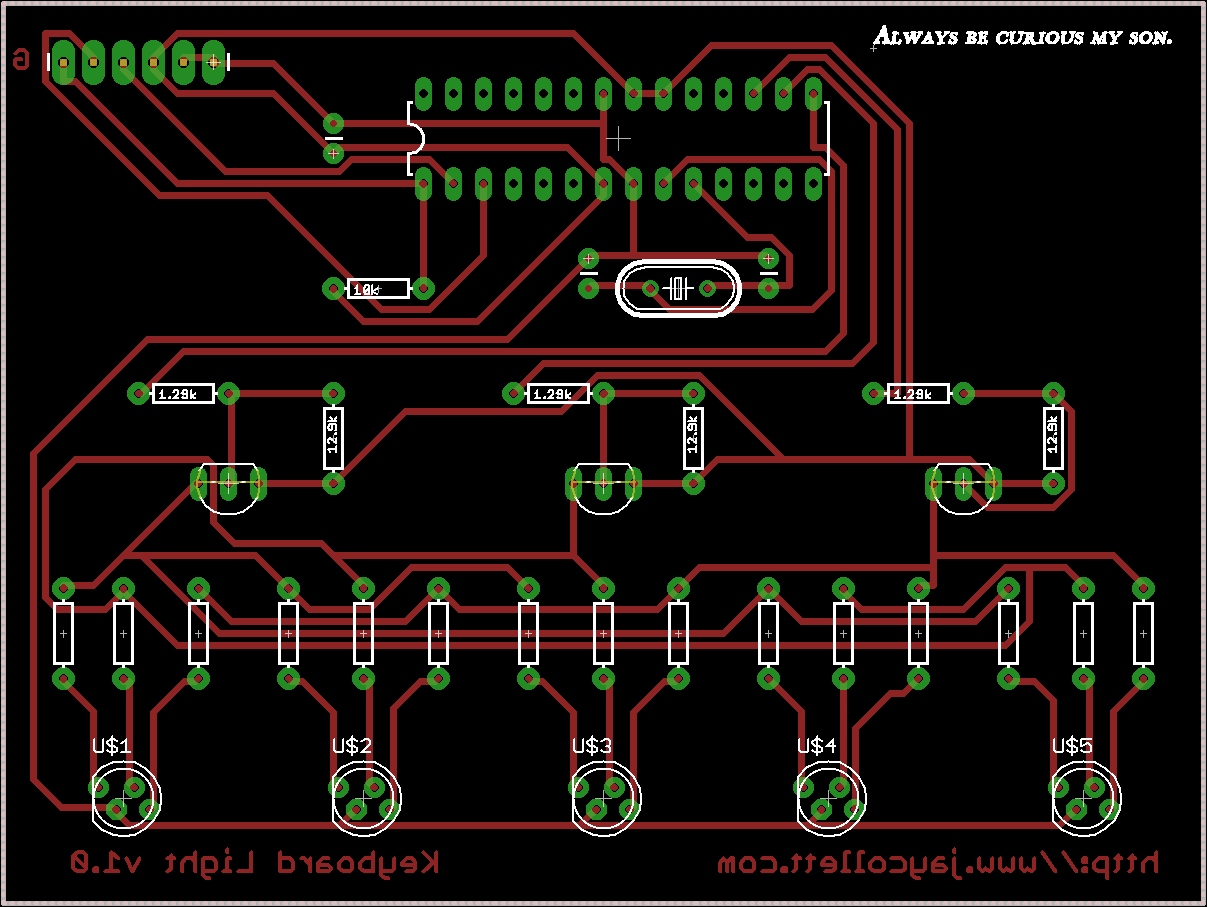 ALWAYS BE CURIOUS MY SON.
G
10k
1.29k 1.29k 1.29k
12.9k 12.9k 12.9k
U$1 U$2 U$3 U$4 U$5
Keyboard Light v1.0 http://www.jaycollett.com